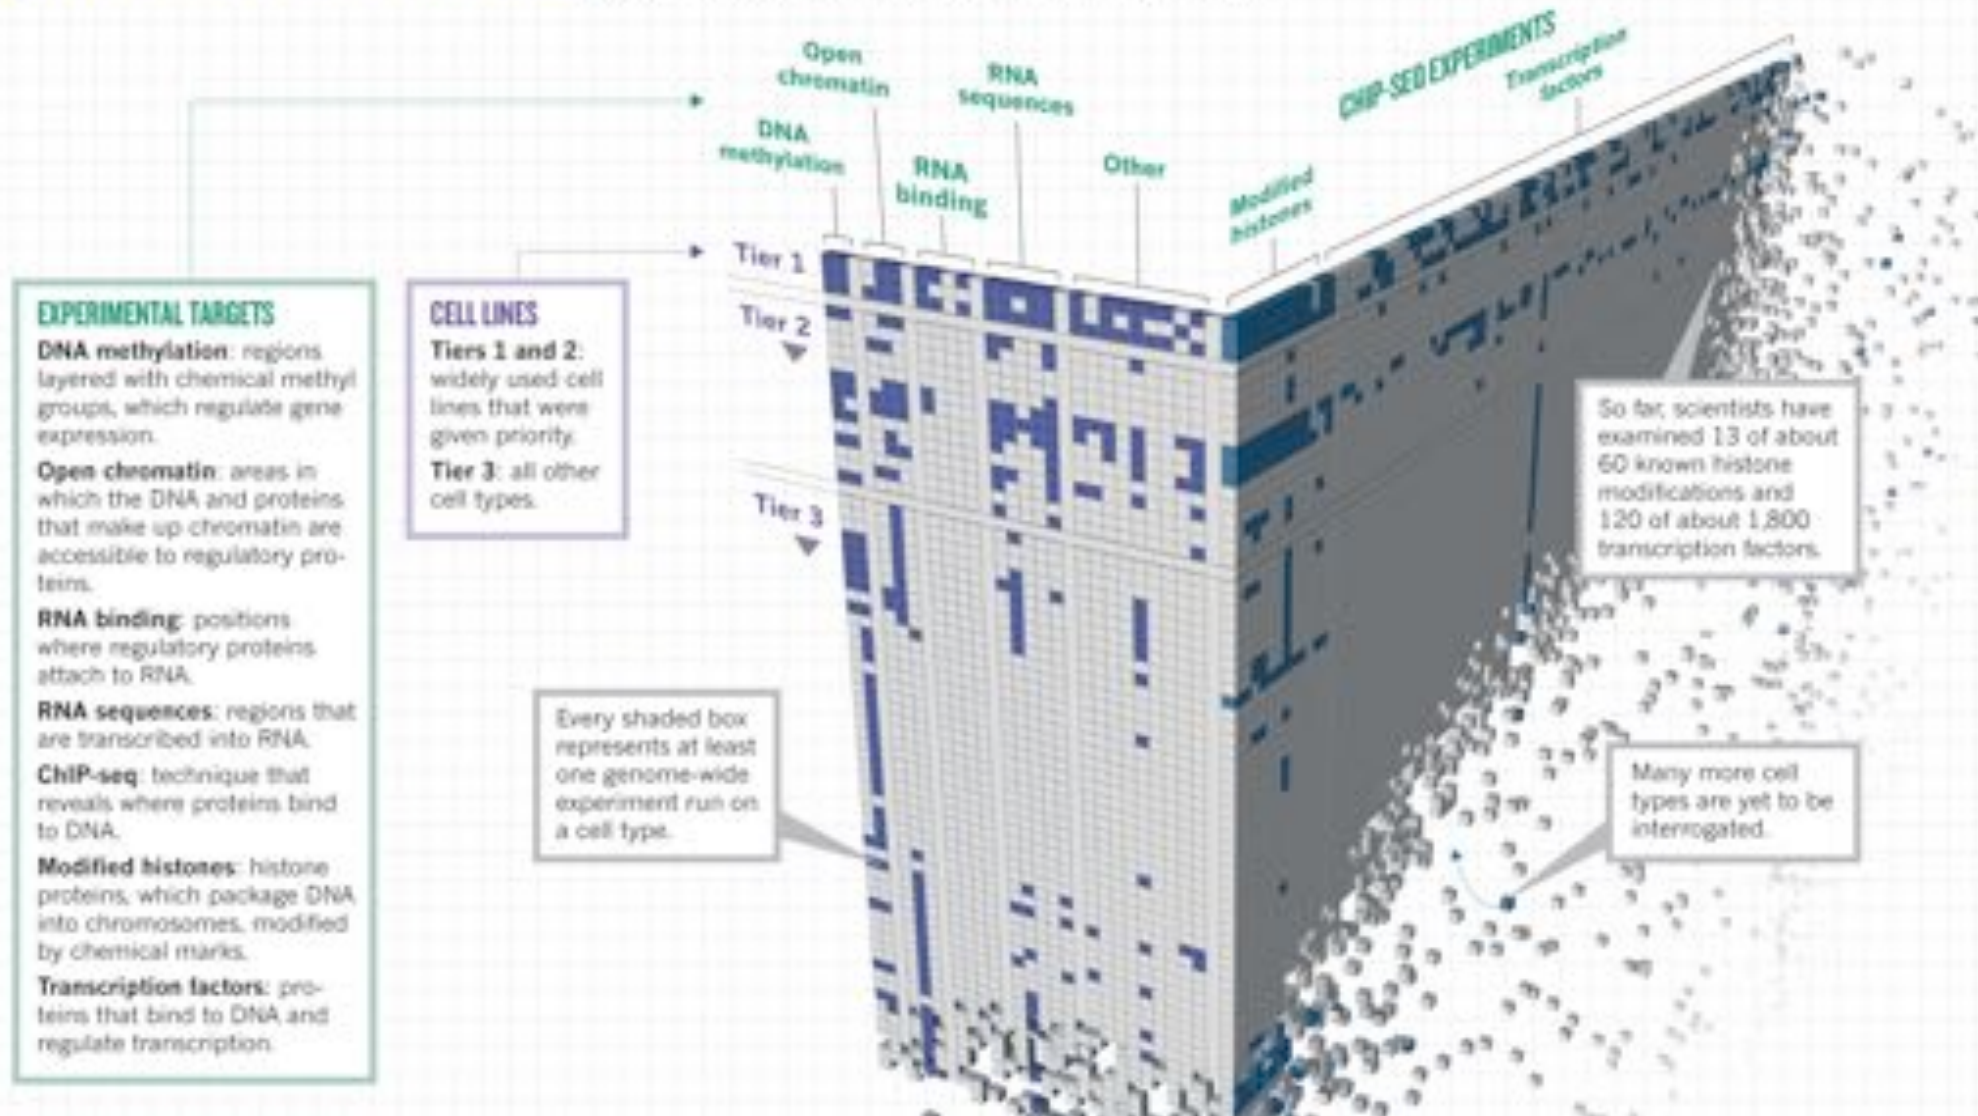 Open
chromatin
RNA
sequences
CHIP-SEQ EXPERIMENTS
Transcription
factors
DNA
methylation
RNA
binding
Other
Modified
histones
Tier 1
Tier 2
Tier 3
EXPERIMENTAL TARGETS
DNA methylation: regions
layered with chemical methyl
groups, which regulate gene
expression.
Open chromatin: areas in
which the DNA and proteins
that make up chromatin are
accessible to regulatory pro-
teins.
RNA binding: positions
where regulatory proteins
attach to RNA.
RNA sequences: regions that
are transcribed into RNA.
ChIP-seq: technique that
reveals where proteins bind
to DNA.
Modified histones: histone
proteins, which package DNA
into chromosomes, modified
by chemical marks.
Transcription factors: pro-
teins that bind to DNA and
regulate transcription.
CELL LINES
Tiers 1 and 2:
widely used cell
lines that were
given priority.
Tier 3: all other
cell types.
Every shaded box
represents at least
one genome-wide
experiment run on
a cell type.
So far, scientists have
examined 13 of about
60 known histone
modifications and
120 of about 1,800
transcription factors.
Many more cell
types are yet to be
interrogated.